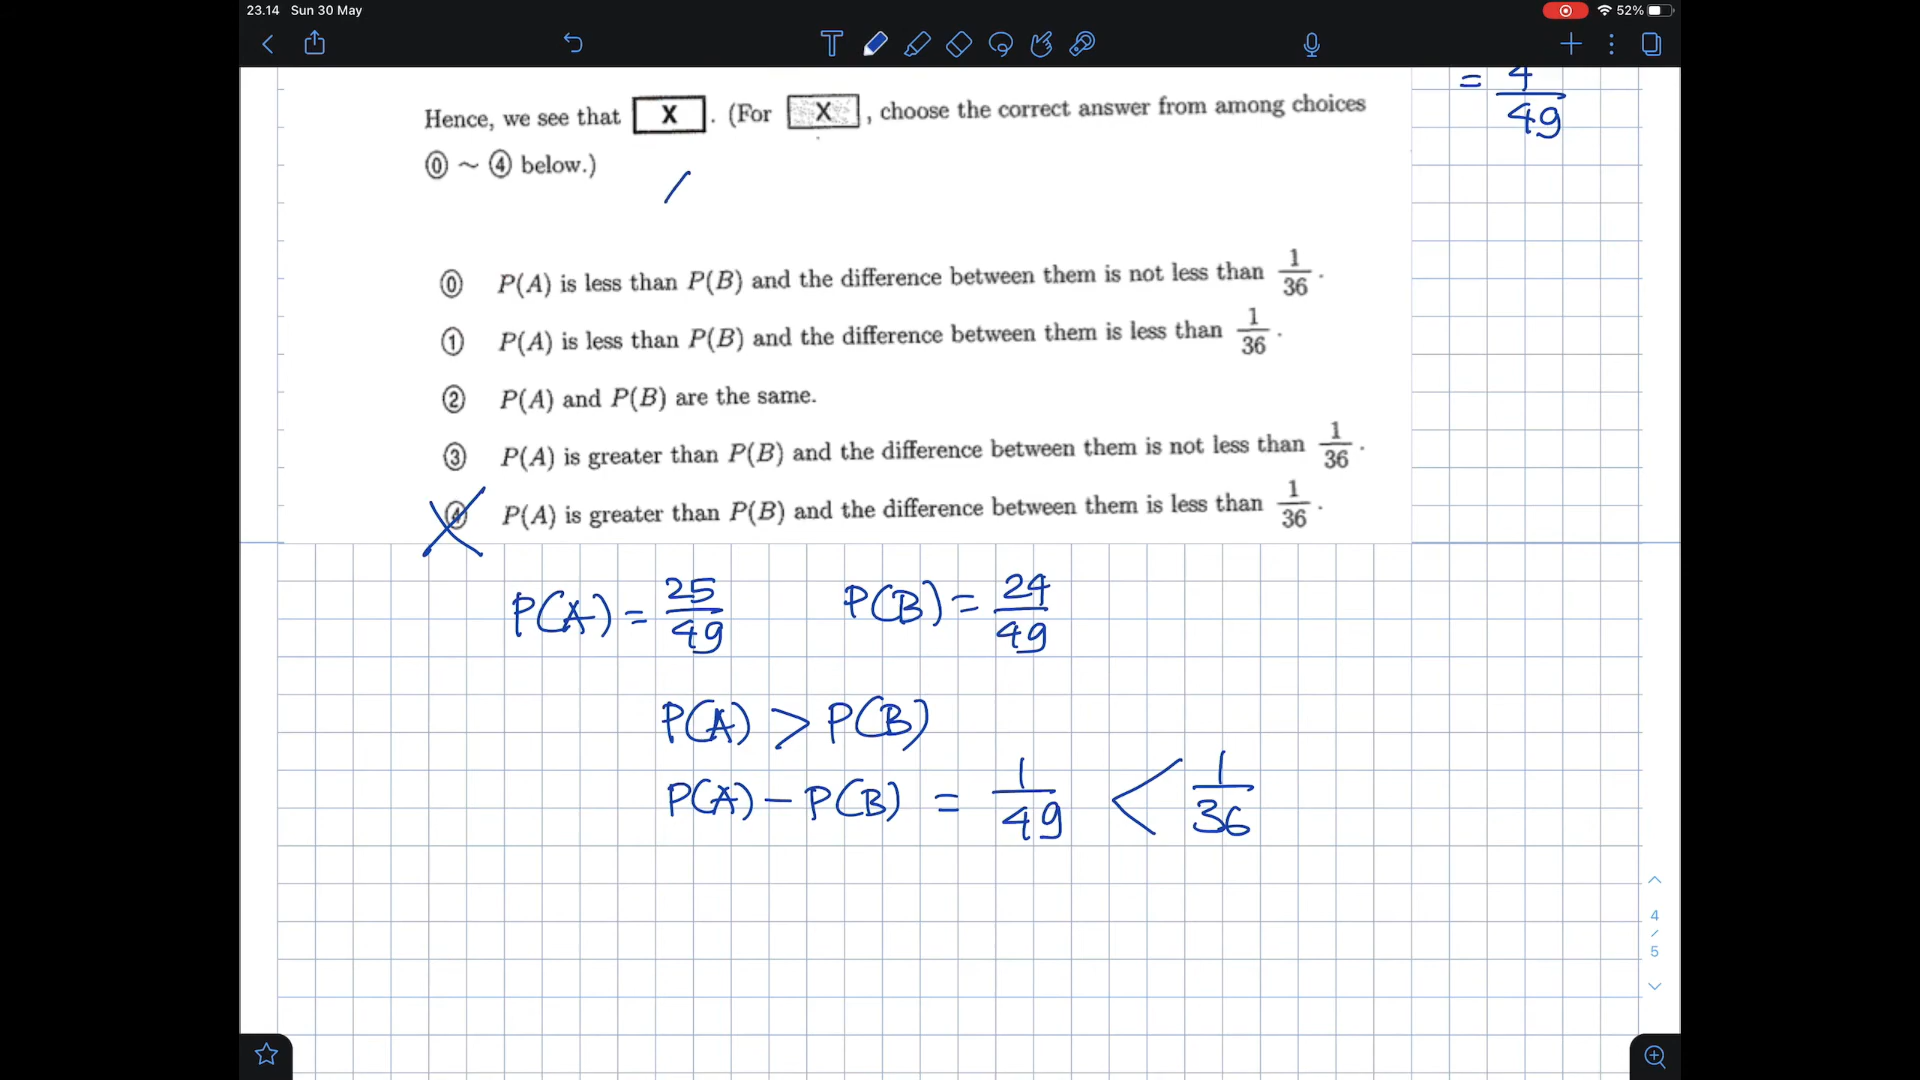 23.14 Sun 30 May
52%
T
= 4/49
Hence, we see that X . (For X , choose the correct answer from among choices
⓪ ~ ④ below.)
⓪ P(A) is less than P(B) and the difference between them is not less than 1/36 .
① P(A) is less than P(B) and the difference between them is less than 1/36 .
② P(A) and P(B) are the same.
③ P(A) is greater than P(B) and the difference between them is not less than 1/36 .
④ P(A) is greater than P(B) and the difference between them is less than 1/36 .
P(A) = 25/49 P(B) = 24/49
P(A) > P(B)
P(A) – P(B) = 1/49 < 1/36
4
/
5